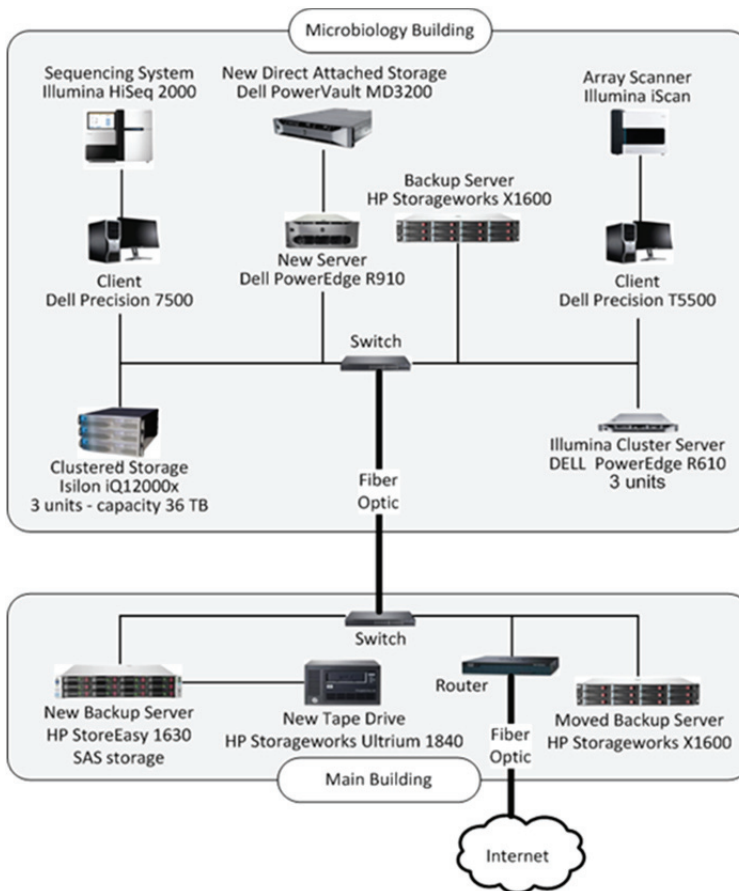 Microbiology Building
Sequencing System
Illumina HiSeq 2000
New Direct Attached Storage
Dell PowerVault MD3200
Array Scanner
Illumina iScan
Backup Server
HP Storageworks X1600
Client
Dell Precision 7500
New Server
Dell PowerEdge R910
Client
Dell Precision T5500
Switch
Clustered Storage
Isilon iQ12000x
3 units - capacity 36 TB
Illumina Cluster Server
DELL PowerEdge R610
3 units
Fiber
Optic
Switch
New Backup Server
HP StoreEasy 1630
SAS storage
New Tape Drive
HP Storageworks Ultrium 1840
Router
Fiber
Optic
Moved Backup Server
HP Storageworks X1600
Main Building
Internet